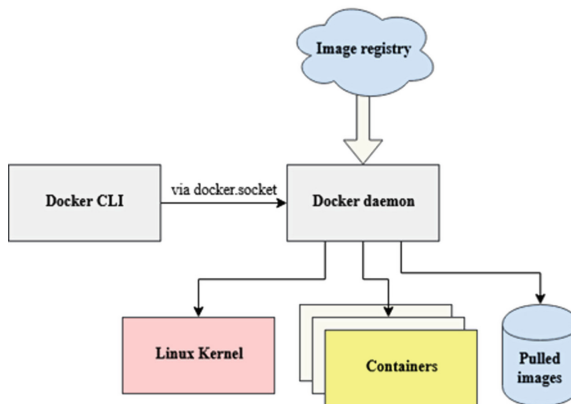 Image registry
Docker CLI
via docker.socket
Docker daemon
Linux Kernel
Containers
Pulled
images